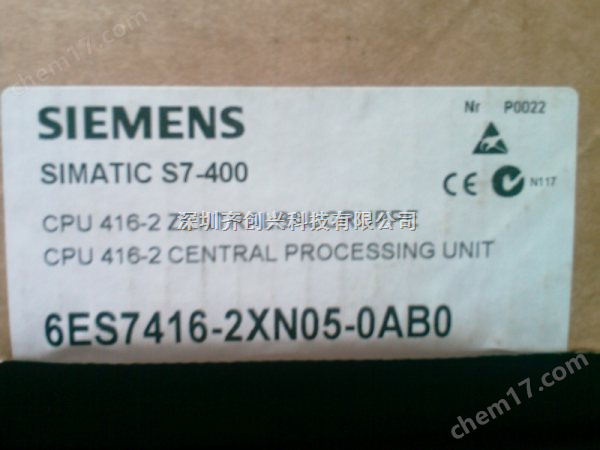 chem17.com
SIEMENS
Nr P0022
SIMATIC S7-400
N117
CPU 416-2
深圳齐创兴科技有限公司
CPU 416-2 CENTRAL PROCESSING UNIT
6ES7416-2XN05-0AB0
chem17.com